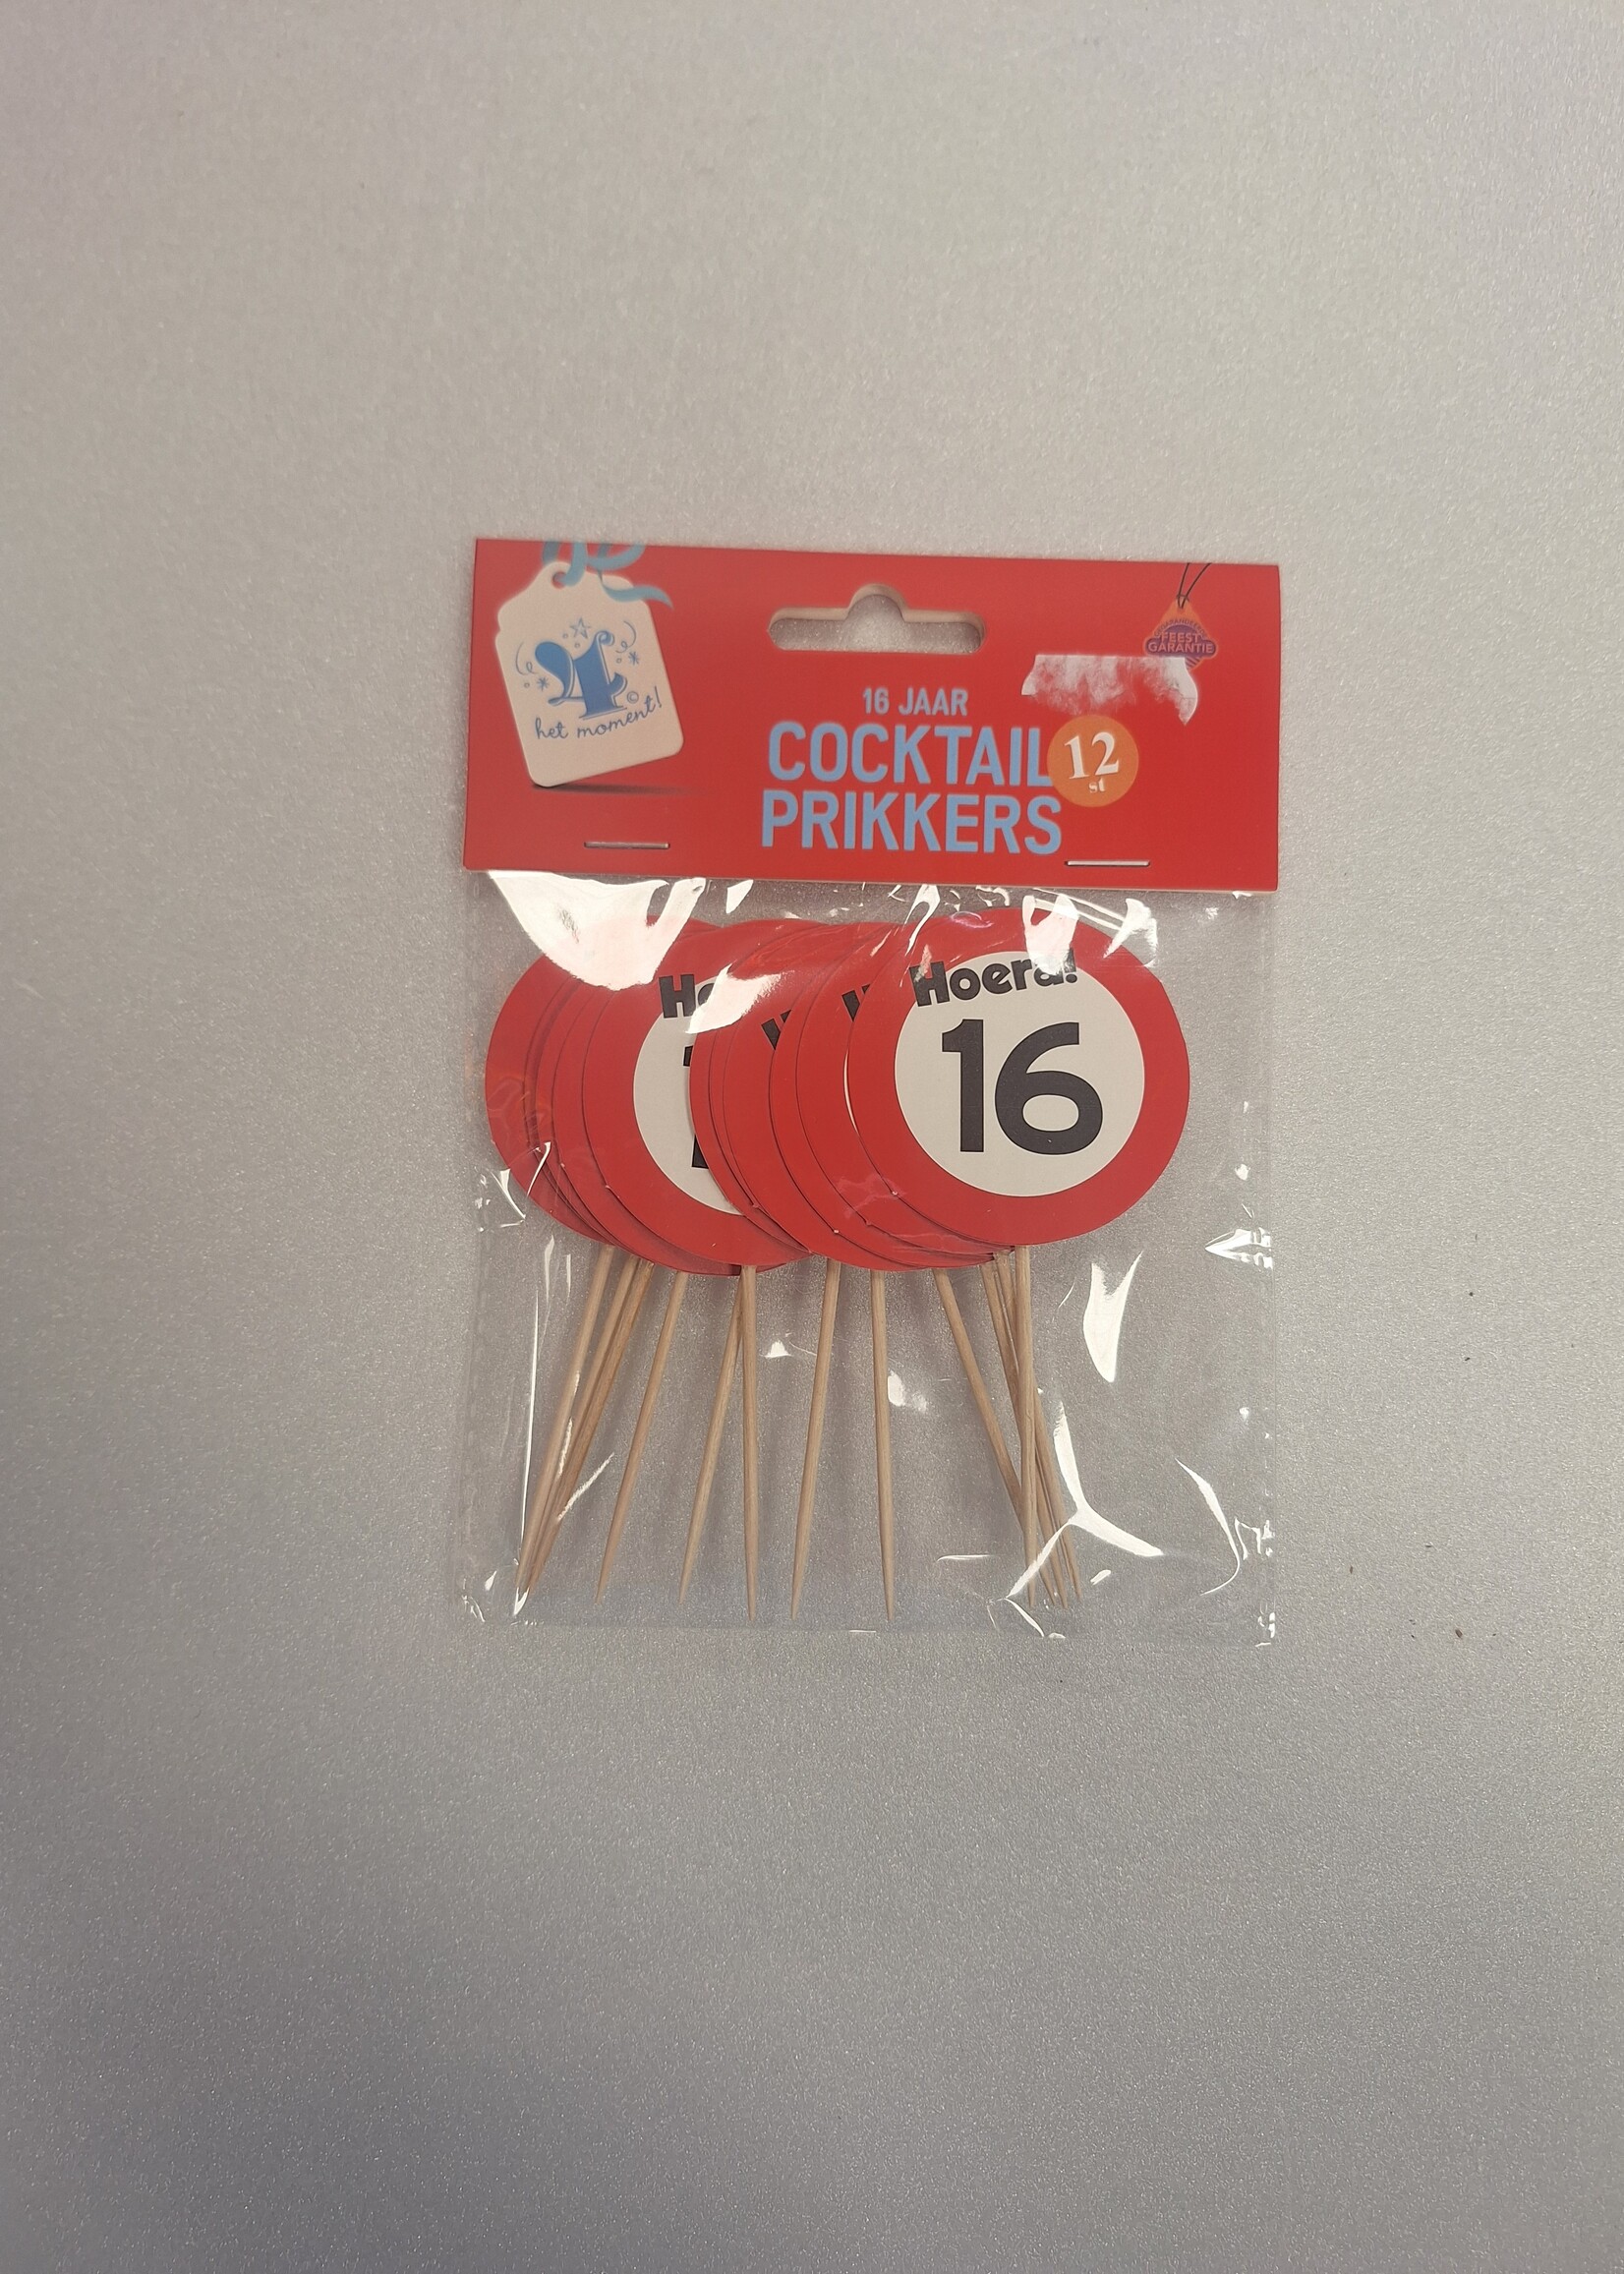 4
©
het moment!
FEEST
GARANTIE
16 JAAR
COCKTAIL
PRIKKERS
12
st
Hoera!
16